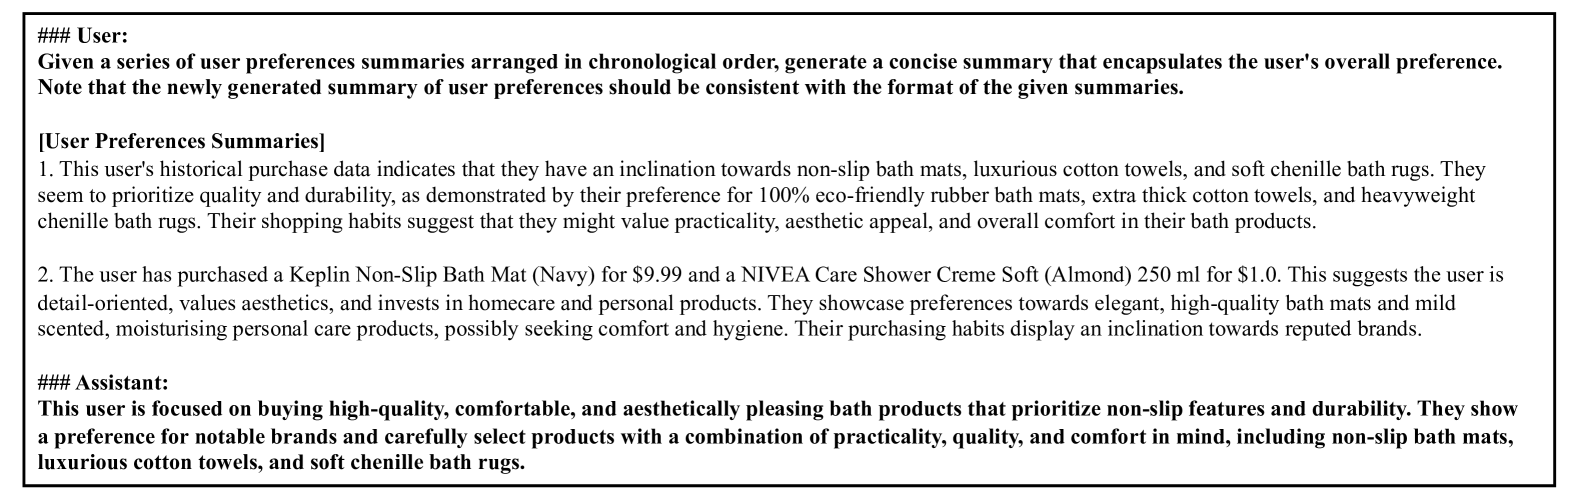 ### User:
Given a series of user preferences summaries arranged in chronological order, generate a concise summary that encapsulates the user's overall preference.
Note that the newly generated summary of user preferences should be consistent with the format of the given summaries.
[User Preferences Summaries]
1. This user's historical purchase data indicates that they have an inclination towards non-slip bath mats, luxurious cotton towels, and soft chenille bath rugs. They
seem to prioritize quality and durability, as demonstrated by their preference for 100% eco-friendly rubber bath mats, extra thick cotton towels, and heavyweight
chenille bath rugs. Their shopping habits suggest that they might value practicality, aesthetic appeal, and overall comfort in their bath products.
2. The user has purchased a Keplin Non-Slip Bath Mat (Navy) for $9.99 and a NIVEA Care Shower Creme Soft (Almond) 250 ml for $1.0. This suggests the user is
detail-oriented, values aesthetics, and invests in homecare and personal products. They showcase preferences towards elegant, high-quality bath mats and mild
scented, moisturising personal care products, possibly seeking comfort and hygiene. Their purchasing habits display an inclination towards reputed brands.
### Assistant:
This user is focused on buying high-quality, comfortable, and aesthetically pleasing bath products that prioritize non-slip features and durability. They show
a preference for notable brands and carefully select products with a combination of practicality, quality, and comfort in mind, including non-slip bath mats,
luxurious cotton towels, and soft chenille bath rugs.